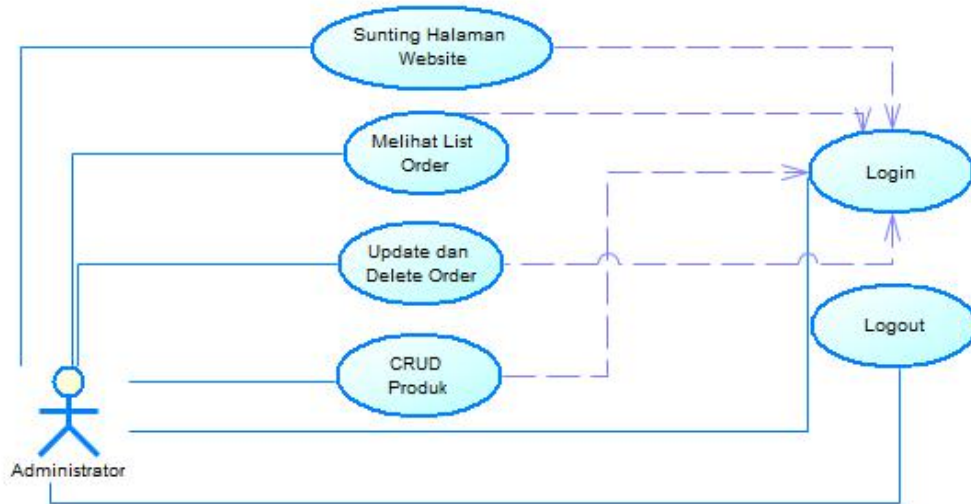 Sunting Halaman
Website
Melihat List
Order
Login
Update dan
Delete Order
Logout
CRUD
Produk
Administrator